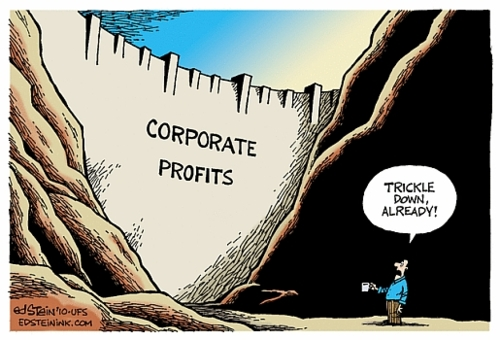 CORPORATE
PROFITS
TRICKLE
DOWN,
ALREADY!
edStein'10-UFS
EDSTEININK.COM